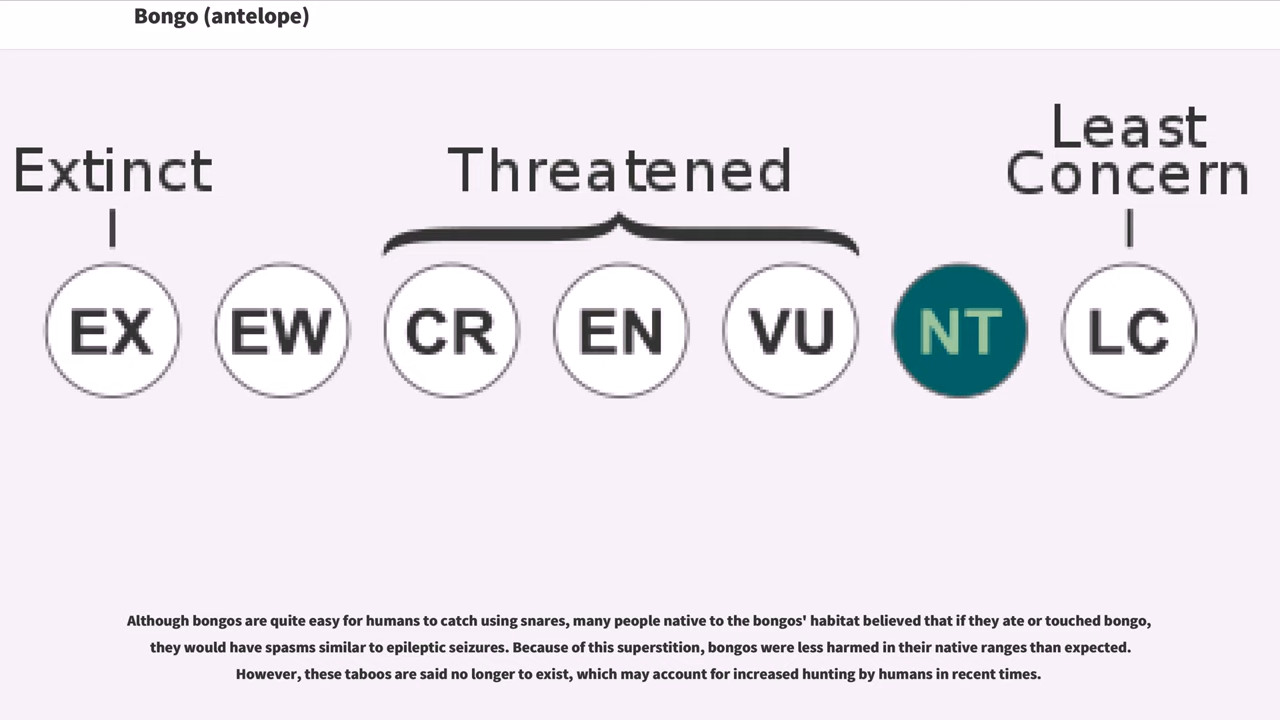 Bongo (antelope)
Least
Extinct Threatened Concern
EX EW CR EN VU NT LC
Although bongos are quite easy for humans to catch using snares, many people native to the bongos' habitat believed that if they ate or touched bongo,
they would have spasms similar to epileptic seizures. Because of this superstition, bongos were less harmed in their native ranges than expected.
However, these taboos are said no longer to exist, which may account for increased hunting by humans in recent times.